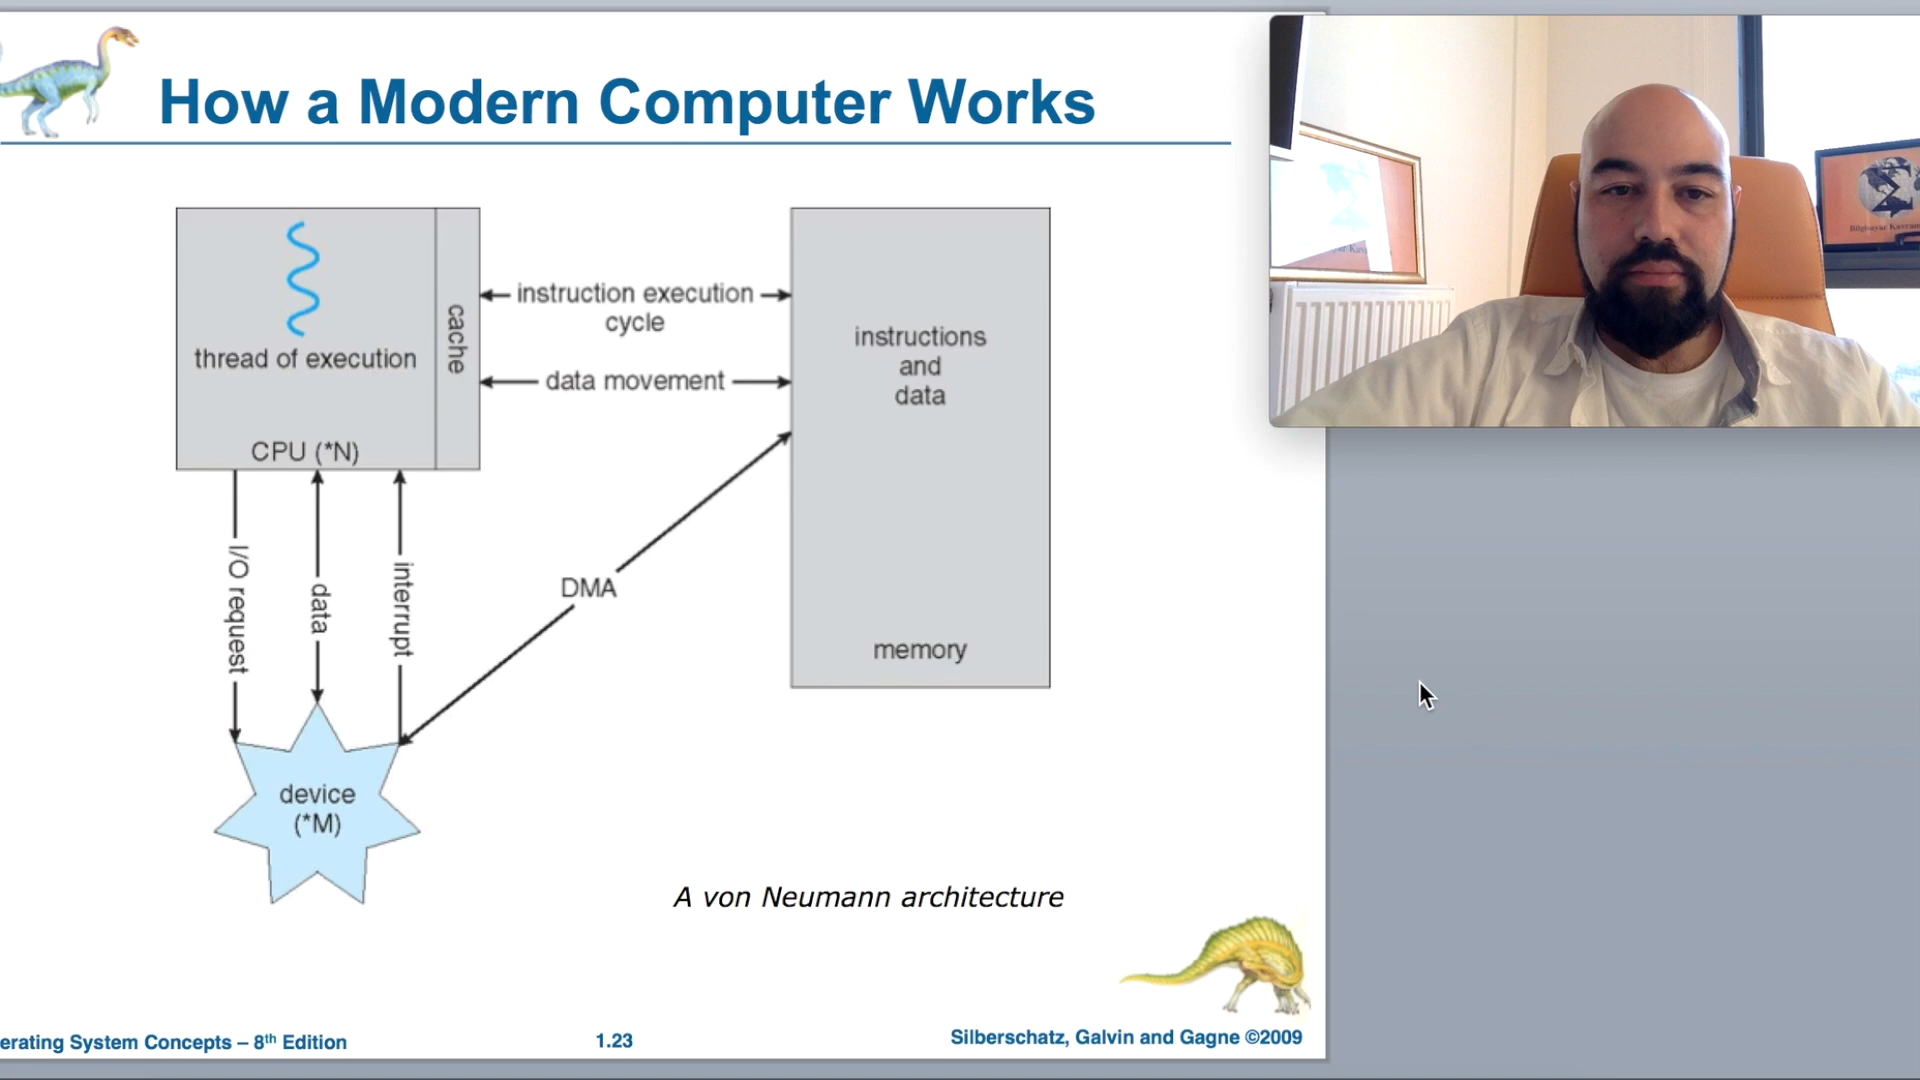 How a Modern Computer Works
thread of execution
CPU (*N)
cache
instruction execution
cycle
data movement
instructions
and
data
memory
I/O request
data
interrupt
DMA
device
(*M)
A von Neumann architecture
erating System Concepts – 8th Edition
1.23
Silberschatz, Galvin and Gagne ©2009
Bilgisayar Kavram